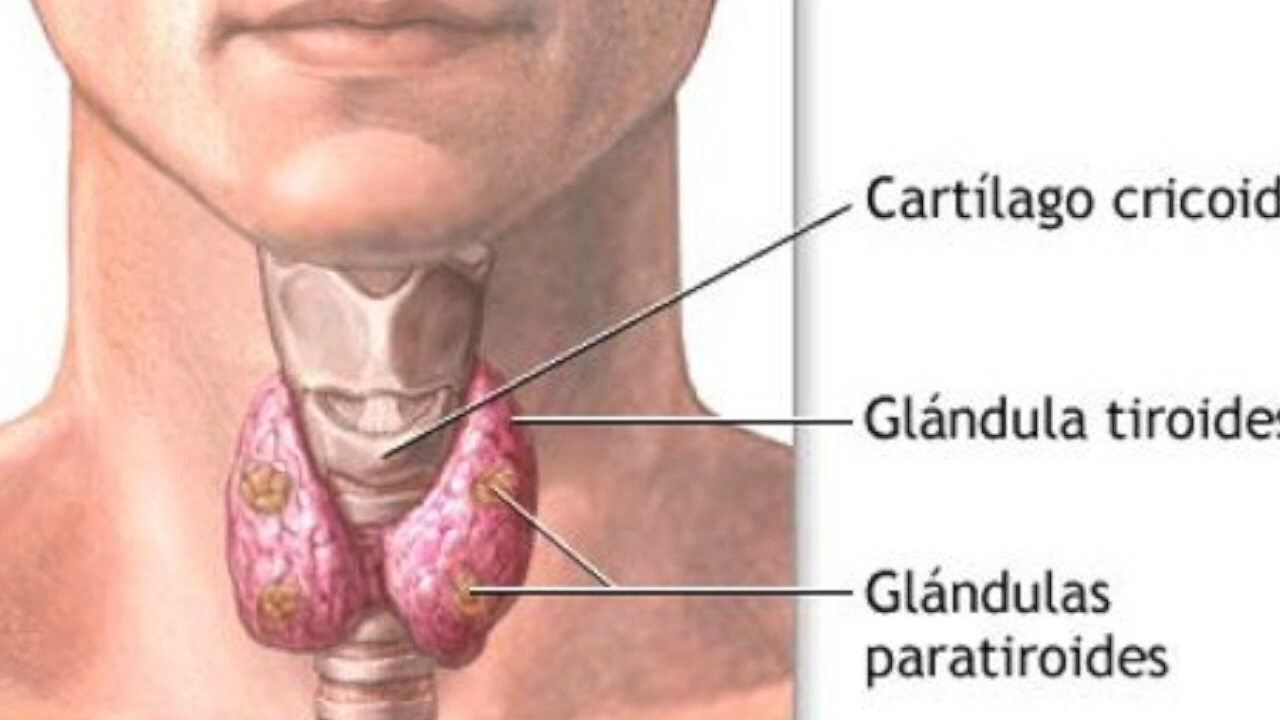 Cartílago cricoid
Glándula tiroides
Glándulas
paratiroides